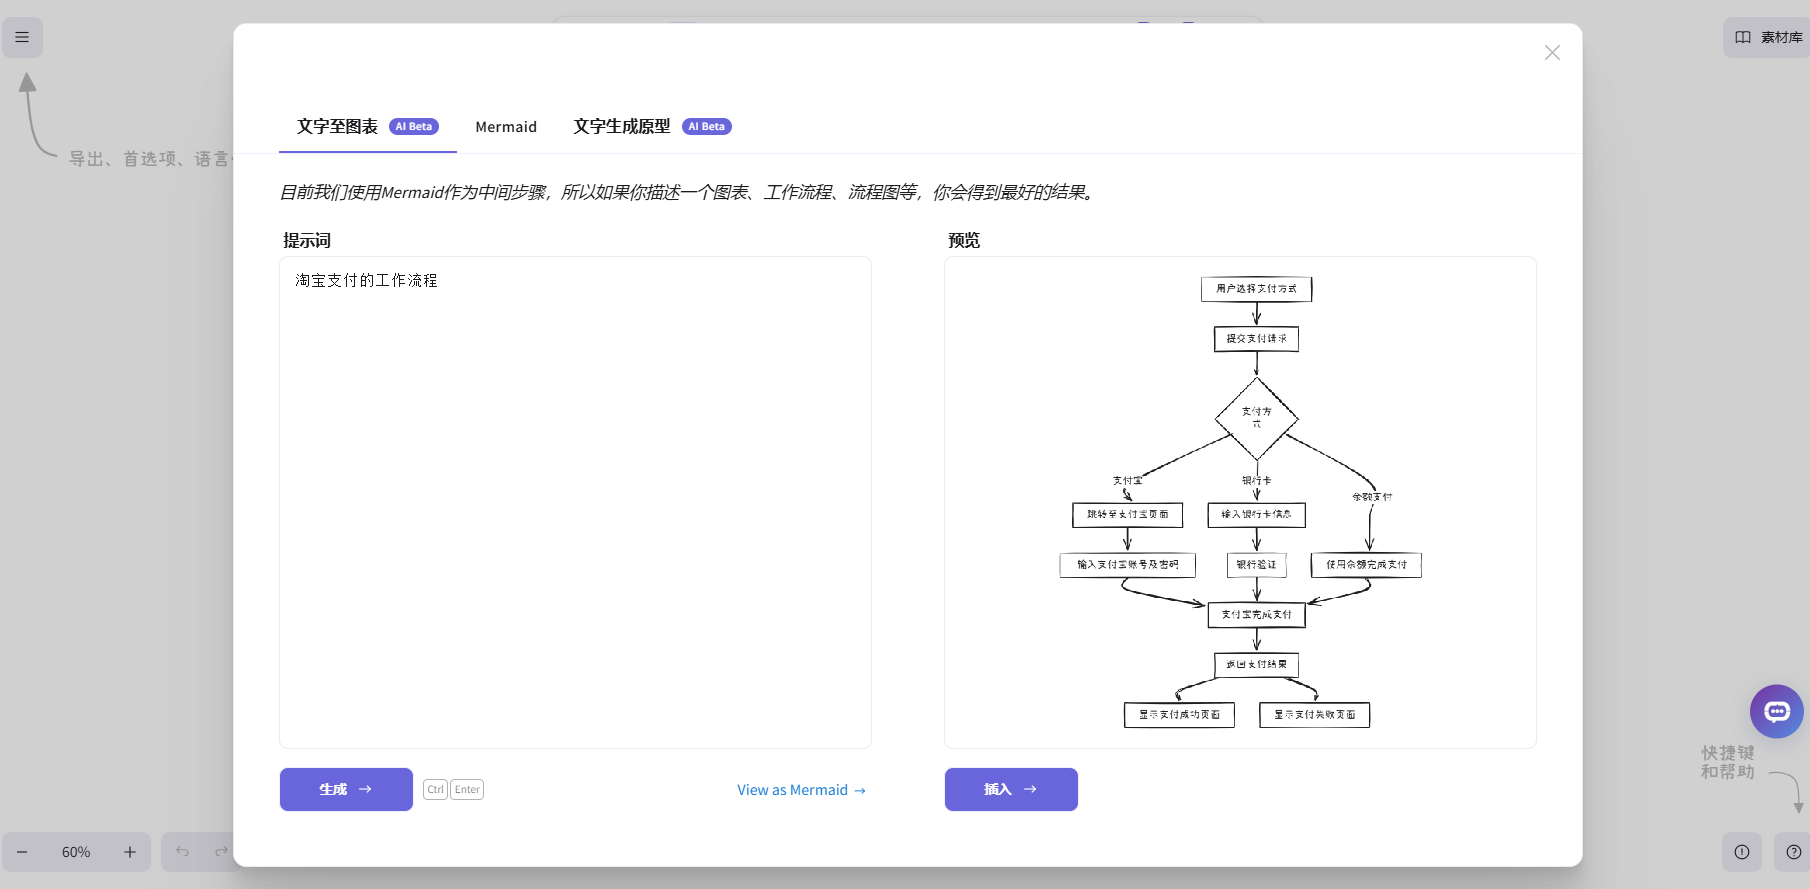 素材库
导出、首选项、语言
文字至图表 AI Beta
Mermaid
文字生成原型 AI Beta
目前我们使用Mermaid作为中间步骤，所以如果你描述一个图表、工作流程、流程图等，你会得到最好的结果。
提示词
淘宝支付的工作流程
预览
用户选择支付方式
提交支付请求
支付方
式
支付宝
银行卡
余额支付
跳转至支付宝页面
输入银行卡信息
输入支付宝账号及密码
银行验证
使用余额完成支付
支付宝完成支付
返回支付结果
显示支付成功页面
显示支付失败页面
生成 →
Ctrl Enter
View as Mermaid →
插入 →
快捷键
和帮助
60%